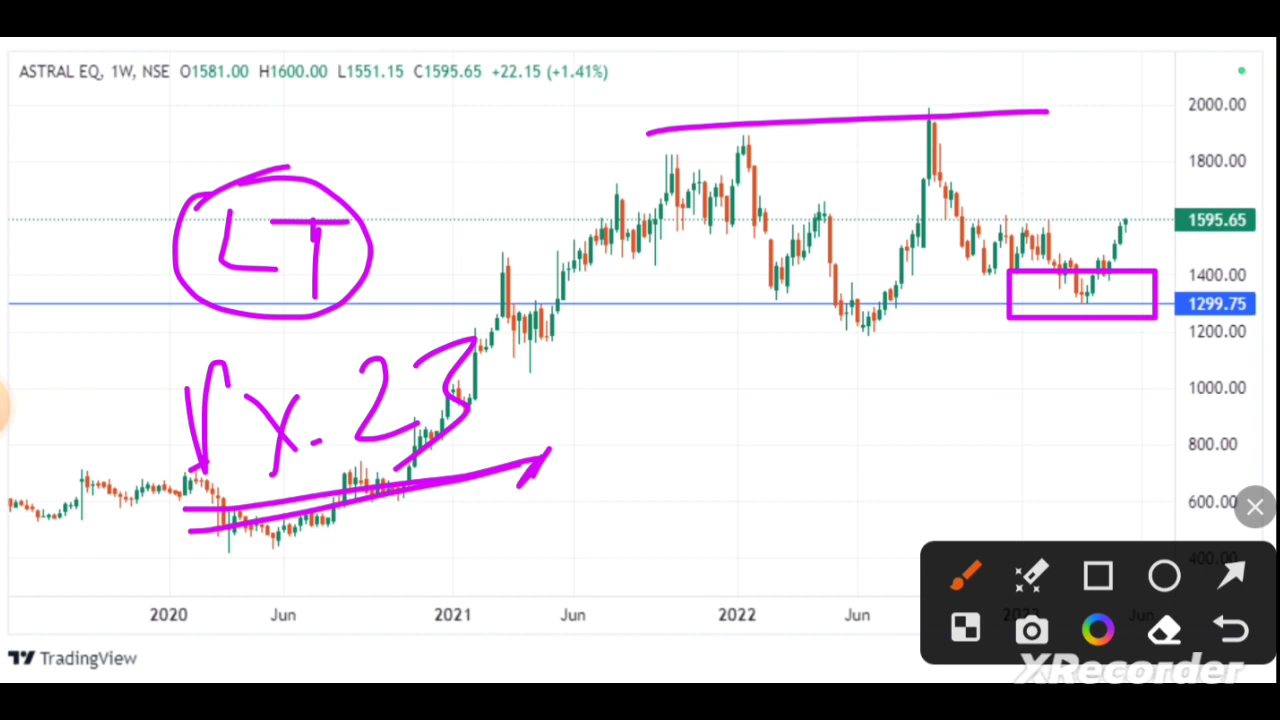 ASTRAL EQ, 1W, NSE O1581.00 H1600.00 L1551.15 C1595.65 +22.15 (+1.41%)
2000.00
1800.00
1595.65
LT
1400.00
1299.75
1200.00
1000.00
800.00
600.00
400.00
2020 Jun 2021 Jun 2022 Jun 2023 Jun
TradingView
XRecorder